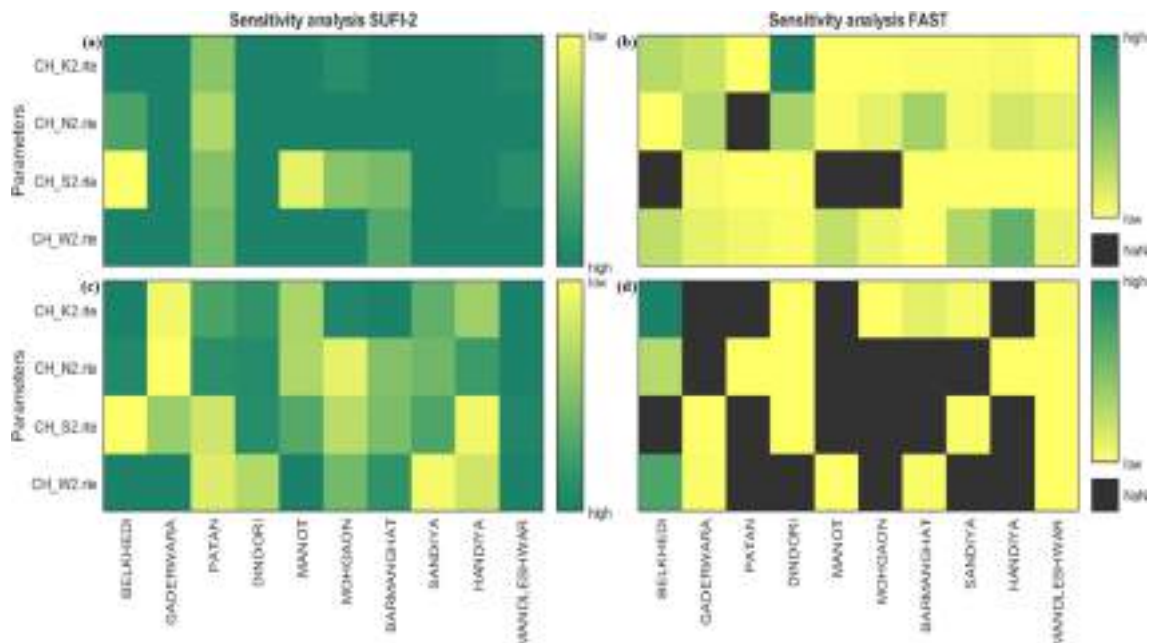 Sensitivity analysis SUFI-2
Sensitivity analysis FAST
(a)
(b)
Parameters
CH_K2.rte
CH_N2.rte
CH_S2.rte
CH_W2.rte
low
high
high
low
NaN
(c)
(d)
Parameters
CH_K2.rte
CH_N2.rte
CH_S2.rte
CH_W2.rte
low
high
high
low
NaN
BELKHEDI
GADERWARA
PATAN
DINDORI
MANOT
MOHGAON
BARMANGHAT
SANDIYA
HANDIYA
MANDLESHWAR
BELKHEDI
GADERWARA
PATAN
DINDORI
MANOT
MOHGAON
BARMANGHAT
SANDIYA
HANDIYA
MANDLESHWAR